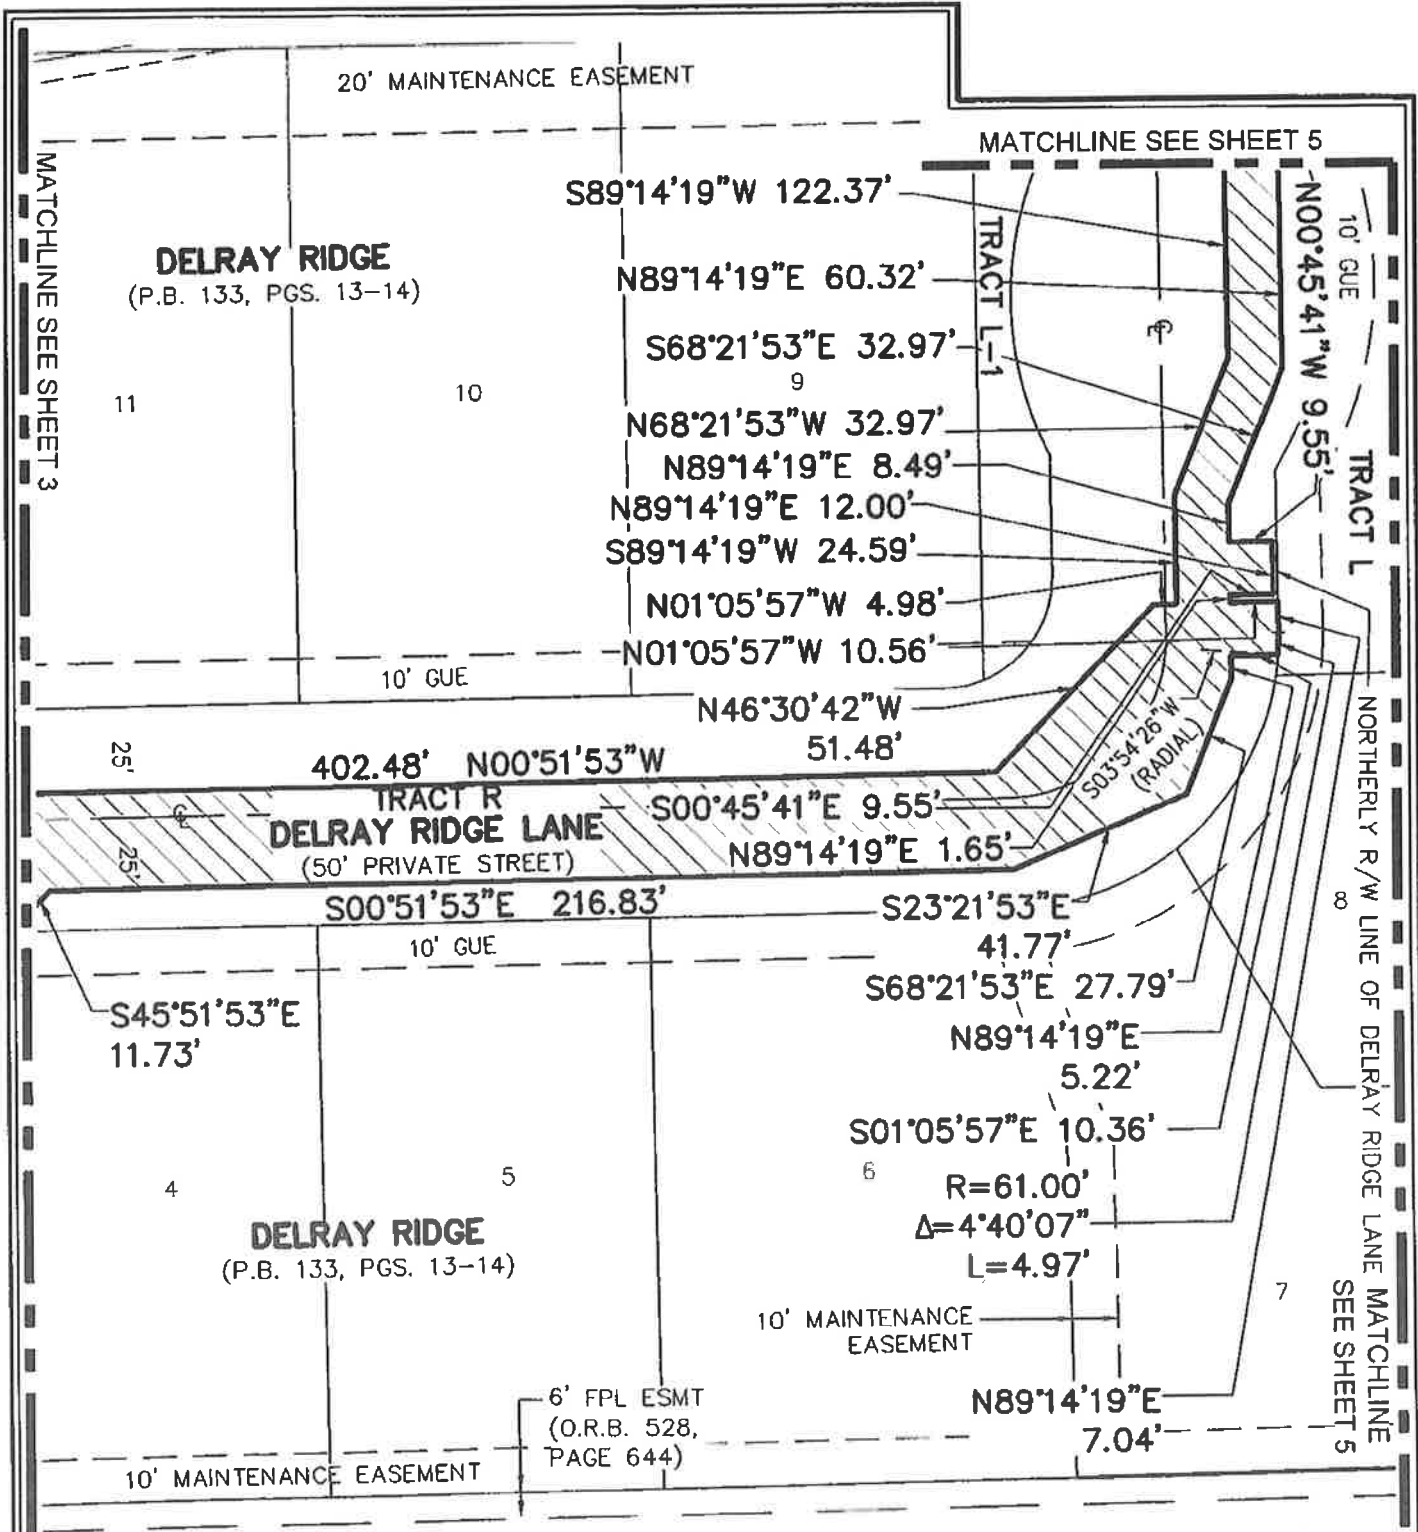 20' MAINTENANCE EASEMENT
MATCHLINE SEE SHEET 5
MATCHLINE SEE SHEET 3
S89°14'19"W 122.37'
DELRAY RIDGE
(P.B. 133, PGS. 13-14)
N89°14'19"E 60.32'
TRACT L-1
10' GUE
N00°45'41"W 9.55'
℄
S68°21'53"E 32.97'
9
10
11
N68°21'53"W 32.97'
N89°14'19"E 8.49'
TRACT L
N89°14'19"E 12.00'
S89°14'19"W 24.59'
N01°05'57"W 4.98'
N01°05'57"W 10.56'
10' GUE
N46°30'42"W
51.48'
S03°54'26"W
(RADIAL)
NORTHERLY R/W LINE OF DELRAY RIDGE LANE
25'
402.48' N00°51'53"W
TRACT R
S00°45'41"E 9.55'
℄
DELRAY RIDGE LANE
25'
(50' PRIVATE STREET)
N89°14'19"E 1.65'
S00°51'53"E 216.83'
S23°21'53"E
41.77'
8
10' GUE
S68°21'53"E 27.79'
S45°51'53"E
11.73'
N89°14'19"E
5.22'
S01°05'57"E 10.36'
4
5
6
R=61.00'
Δ=4°40'07"
L=4.97'
DELRAY RIDGE
(P.B. 133, PGS. 13-14)
7
10' MAINTENANCE
EASEMENT
MATCHLINE
SEE SHEET 5
N89°14'19"E
7.04'
6' FPL ESMT
(O.R.B. 528,
PAGE 644)
10' MAINTENANCE EASEMENT